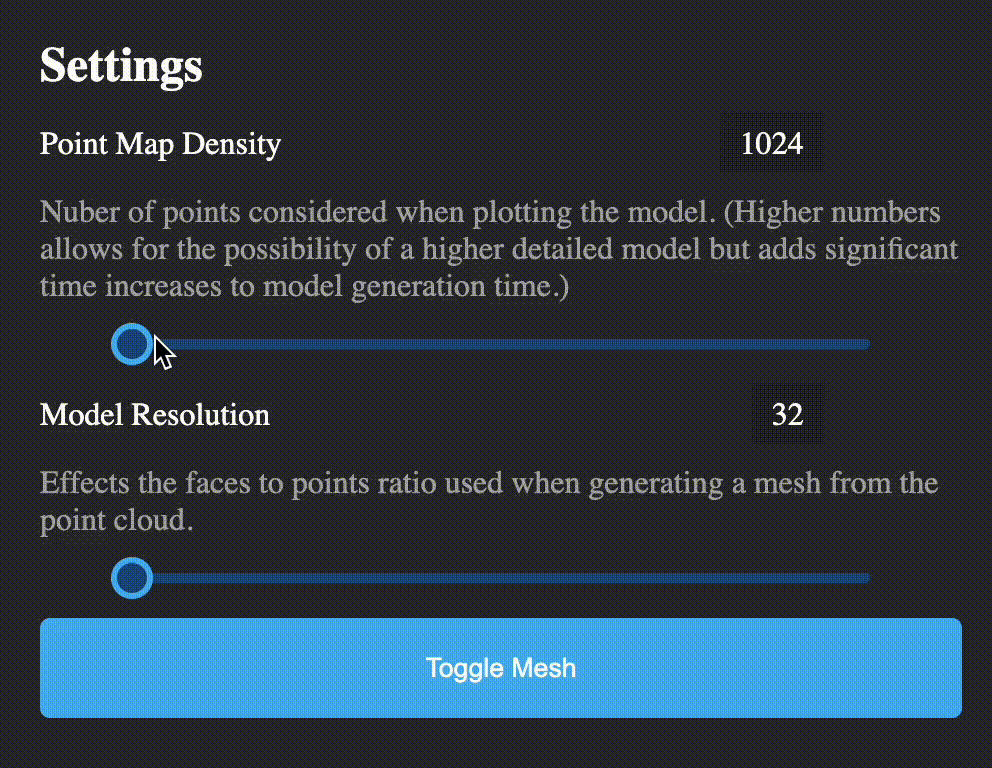 Settings
Point Map Density 1024
Nuber of points considered when plotting the model. (Higher numbers
allows for the possibility of a higher detailed model but adds significant
time increases to model generation time.)
Model Resolution 32
Effects the faces to points ratio used when generating a mesh from the
point cloud.
Toggle Mesh